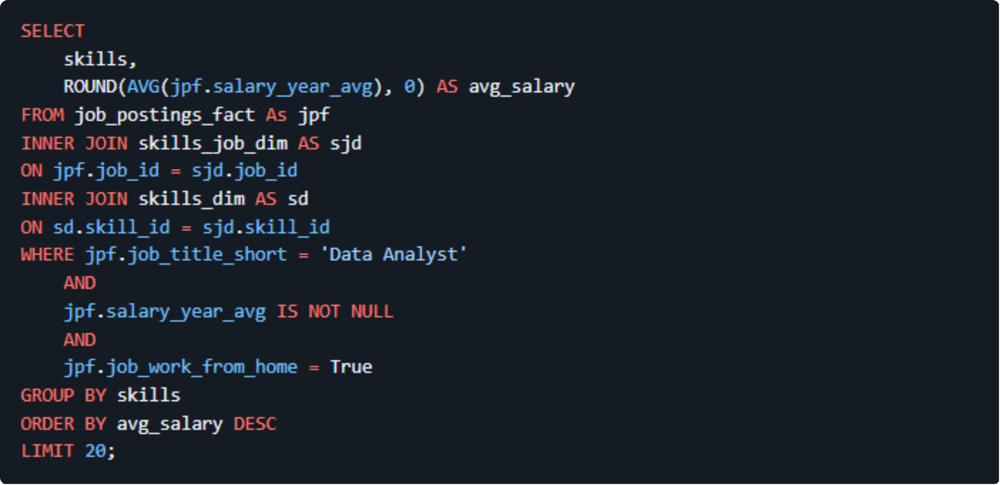 SELECT
    skills,
    ROUND(AVG(jpf.salary_year_avg), 0) AS avg_salary
FROM job_postings_fact As jpf
INNER JOIN skills_job_dim AS sjd
ON jpf.job_id = sjd.job_id
INNER JOIN skills_dim AS sd
ON sd.skill_id = sjd.skill_id
WHERE jpf.job_title_short = 'Data Analyst'
    AND
    jpf.salary_year_avg IS NOT NULL
    AND
    jpf.job_work_from_home = True
GROUP BY skills
ORDER BY avg_salary DESC
LIMIT 20;